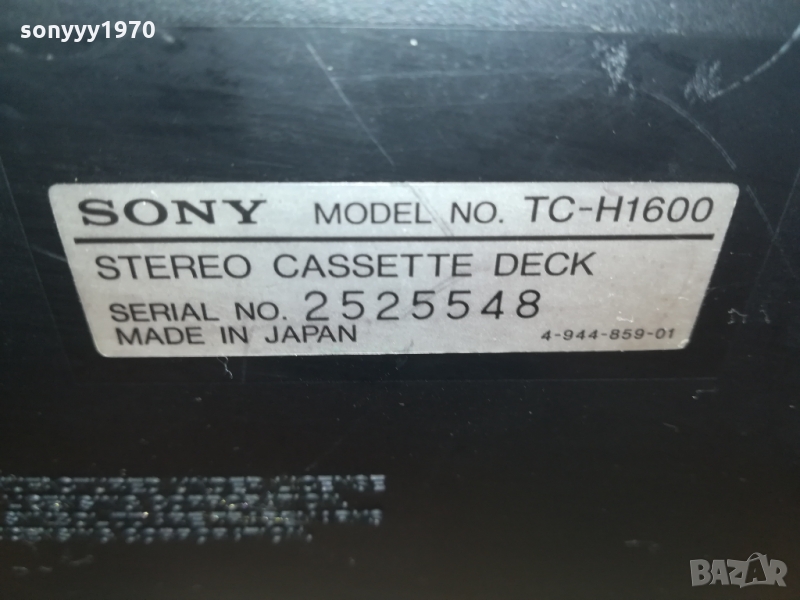 sonyyy1970
SONY MODEL NO. TC-H1600
STEREO CASSETTE DECK
SERIAL NO. 2525548
MADE IN JAPAN 4-944-859-01
BAZAR